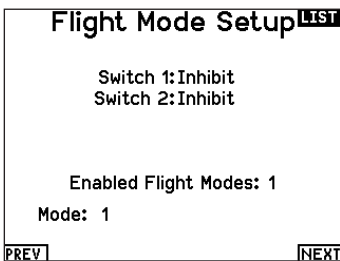 Flight Mode Setup LIST
Switch 1: Inhibit
Switch 2: Inhibit
Enabled Flight Modes: 1
Mode: 1
PREV NEXT